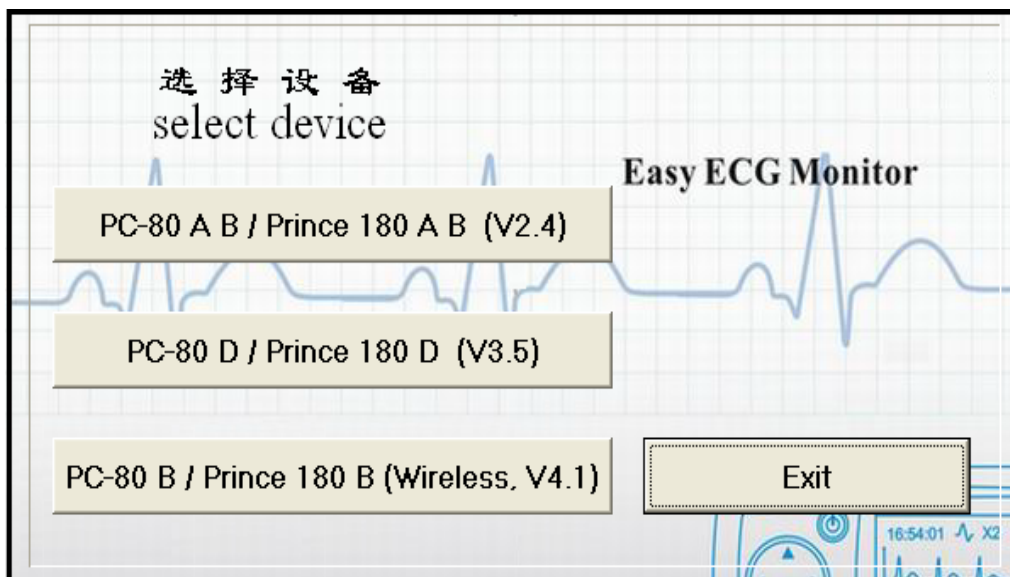 选择设备
select device
Easy ECG Monitor
PC-80 A B / Prince 180 A B (V2.4)
PC-80 D / Prince 180 D (V3.5)
PC-80 B / Prince 180 B (Wireless, V4.1)
Exit
16:54:01 X2